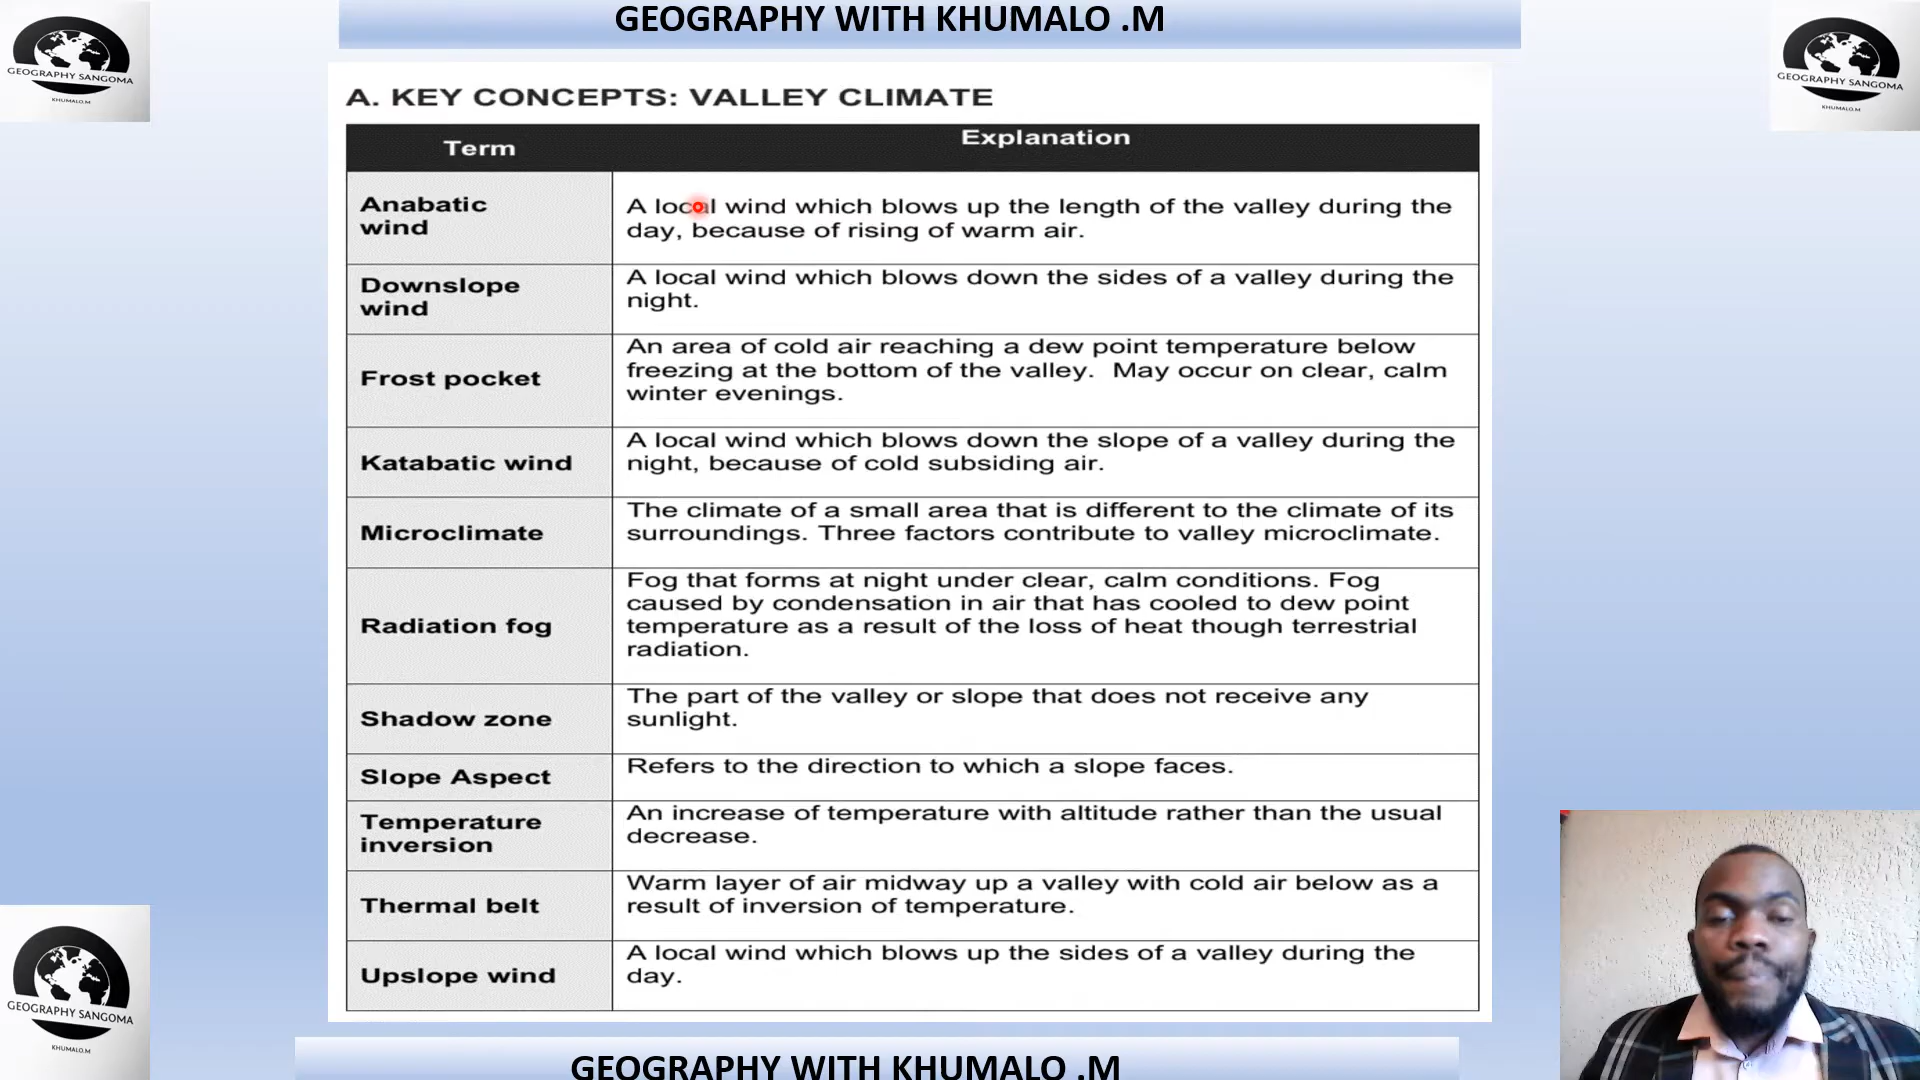 GEOGRAPHY WITH KHUMALO .M
GEOGRAPHY SANGOMA
KHUMALO.M
GEOGRAPHY SANGOMA
KHUMALO.M
A. KEY CONCEPTS: VALLEY CLIMATE
Term
Explanation
Anabatic
wind
A local wind which blows up the length of the valley during the
day, because of rising of warm air.
Downslope
wind
A local wind which blows down the sides of a valley during the
night.
Frost pocket
An area of cold air reaching a dew point temperature below
freezing at the bottom of the valley. May occur on clear, calm
winter evenings.
Katabatic wind
A local wind which blows down the slope of a valley during the
night, because of cold subsiding air.
Microclimate
The climate of a small area that is different to the climate of its
surroundings. Three factors contribute to valley microclimate.
Radiation fog
Fog that forms at night under clear, calm conditions. Fog
caused by condensation in air that has cooled to dew point
temperature as a result of the loss of heat though terrestrial
radiation.
Shadow zone
The part of the valley or slope that does not receive any
sunlight.
Slope Aspect
Refers to the direction to which a slope faces.
Temperature
inversion
An increase of temperature with altitude rather than the usual
decrease.
Thermal belt
Warm layer of air midway up a valley with cold air below as a
result of inversion of temperature.
Upslope wind
A local wind which blows up the sides of a valley during the
day.
GEOGRAPHY SANGOMA
KHUMALO.M
GEOGRAPHY WITH KHUMALO .M